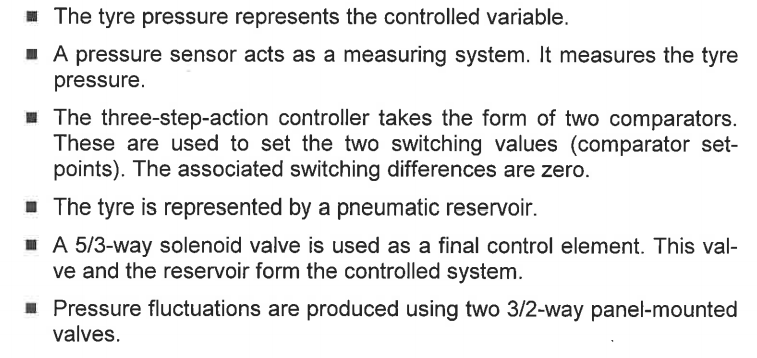 ■ The tyre pressure represents the controlled variable.
■ A pressure sensor acts as a measuring system. It measures the tyre
pressure.
■ The three-step-action controller takes the form of two comparators.
These are used to set the two switching values (comparator set-
points). The associated switching differences are zero.
■ The tyre is represented by a pneumatic reservoir.
■ A 5/3-way solenoid valve is used as a final control element. This val-
ve and the reservoir form the controlled system.
■ Pressure fluctuations are produced using two 3/2-way panel-mounted
valves.